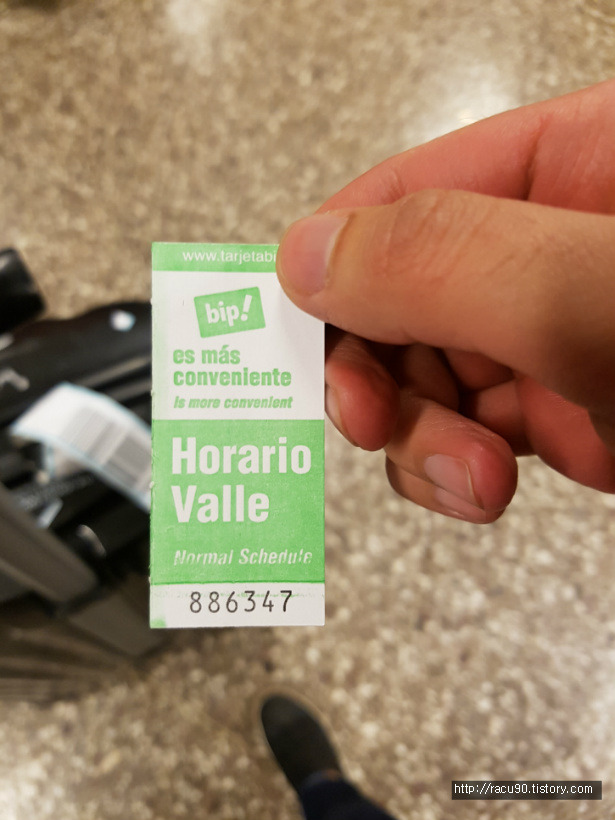 www.tarjetabi
bip!
es más
conveniente
is more convenient
Horario
Valle
Normal Schedule
886347
http://racu90.tistory.com